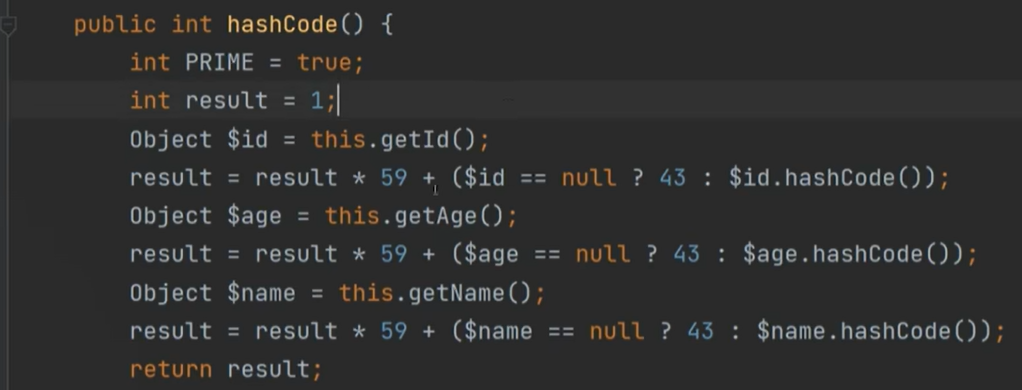 public int hashCode() {
int PRIME = true;
int result = 1;
Object $id = this.getId();
result = result * 59 + ($id == null ? 43 : $id.hashCode());
Object $age = this.getAge();
result = result * 59 + ($age == null ? 43 : $age.hashCode());
Object $name = this.getName();
result = result * 59 + ($name == null ? 43 : $name.hashCode());
return result;